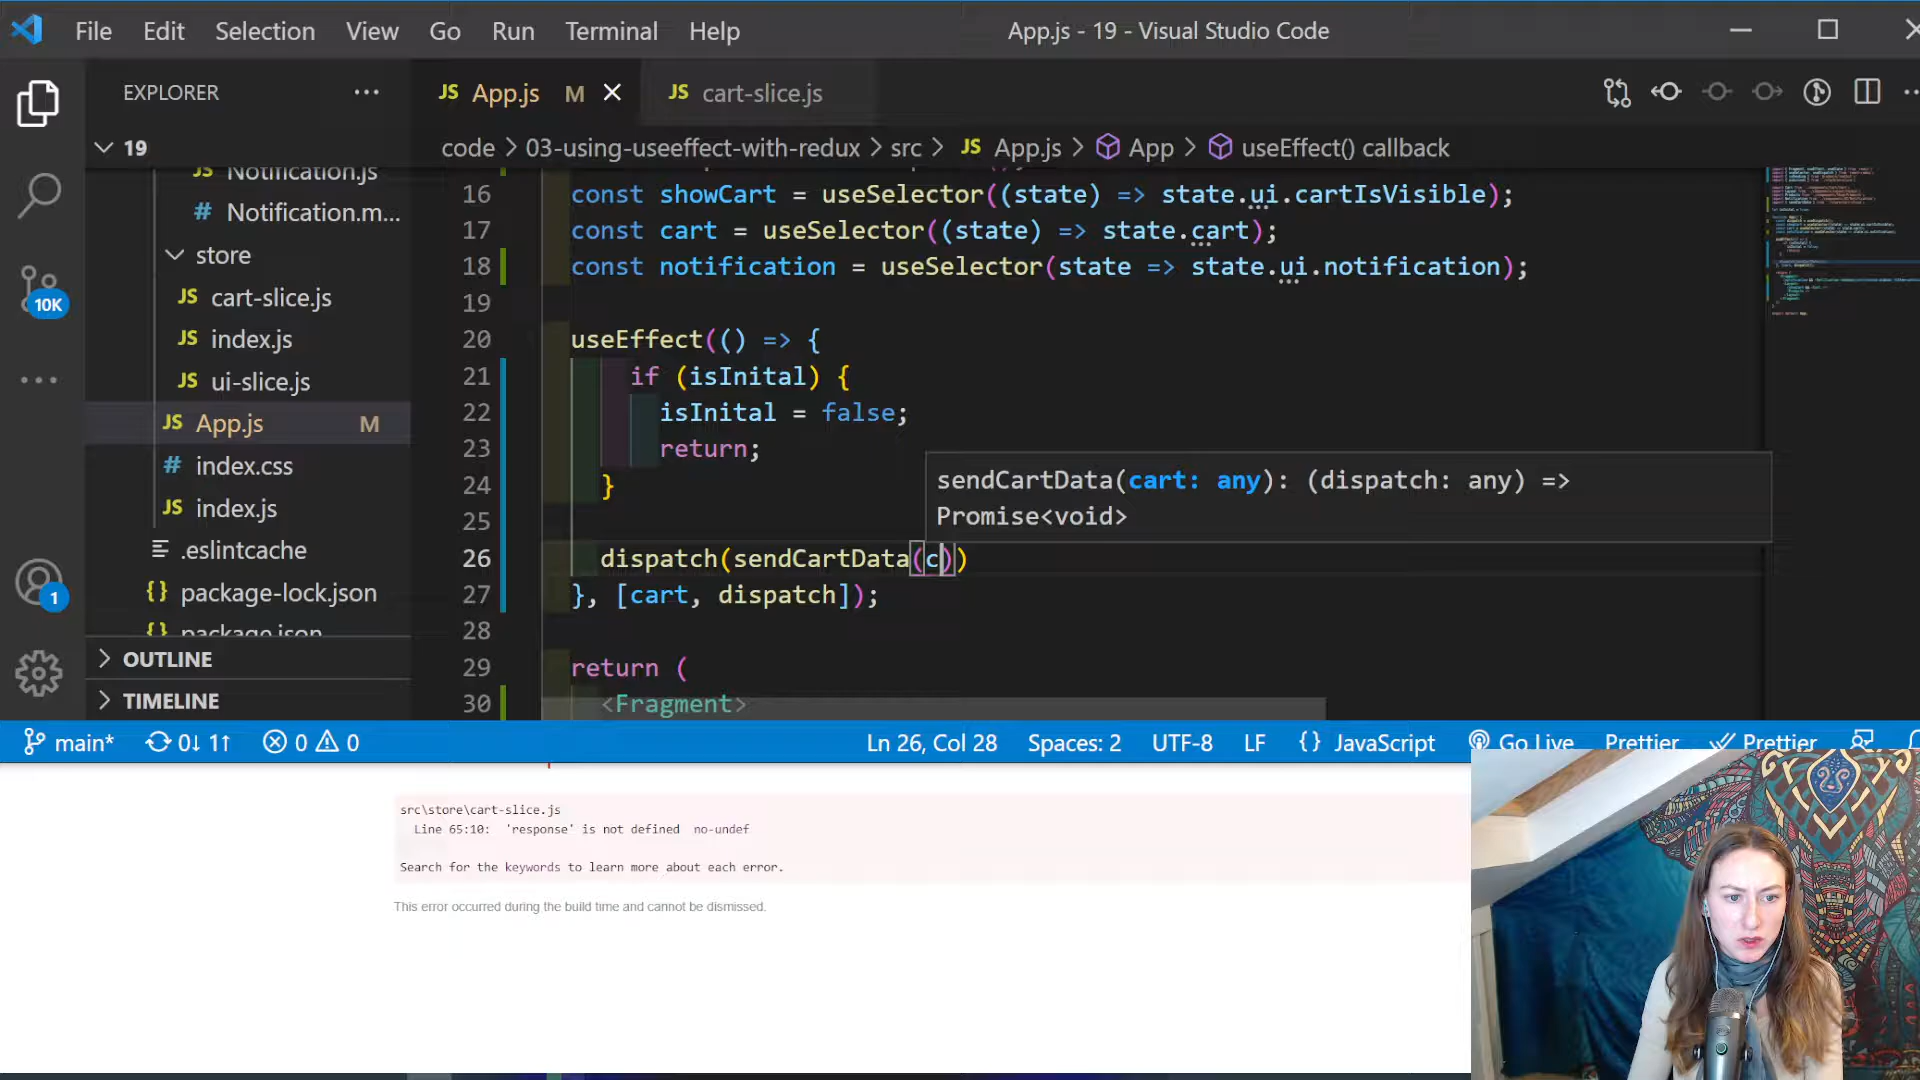 File Edit Selection View Go Run Terminal Help
App.js - 19 - Visual Studio Code
EXPLORER
JS App.js M
JS cart-slice.js
19
code > 03-using-useeffect-with-redux > src > JS App.js > App > useEffect() callback
JS Notification.js
# Notification.m...
store
JS cart-slice.js
JS index.js
JS ui-slice.js
JS App.js M
# index.css
JS index.js
.eslintcache
{} package-lock.json
{} package.json
OUTLINE
TIMELINE
10K
1
16 const showCart = useSelector((state) => state.ui.cartIsVisible);
17 const cart = useSelector((state) => state.cart);
18 const notification = useSelector(state => state.ui.notification);
19
20 useEffect(() => {
21 if (isInital) {
22 isInital = false;
23 return;
24 }
25
26 dispatch(sendCartData(c))
27 }, [cart, dispatch]);
28
29 return (
30 <Fragment>
sendCartData(cart: any): (dispatch: any) =>
Promise<void>
main* 0↓ 1↑ 0 0
Ln 26, Col 28 Spaces: 2 UTF-8 LF {} JavaScript Go Live Prettier Prettier
src\store\cart-slice.js
Line 65:10: 'response' is not defined no-undef
Search for the keywords to learn more about each error.
This error occurred during the build time and cannot be dismissed.